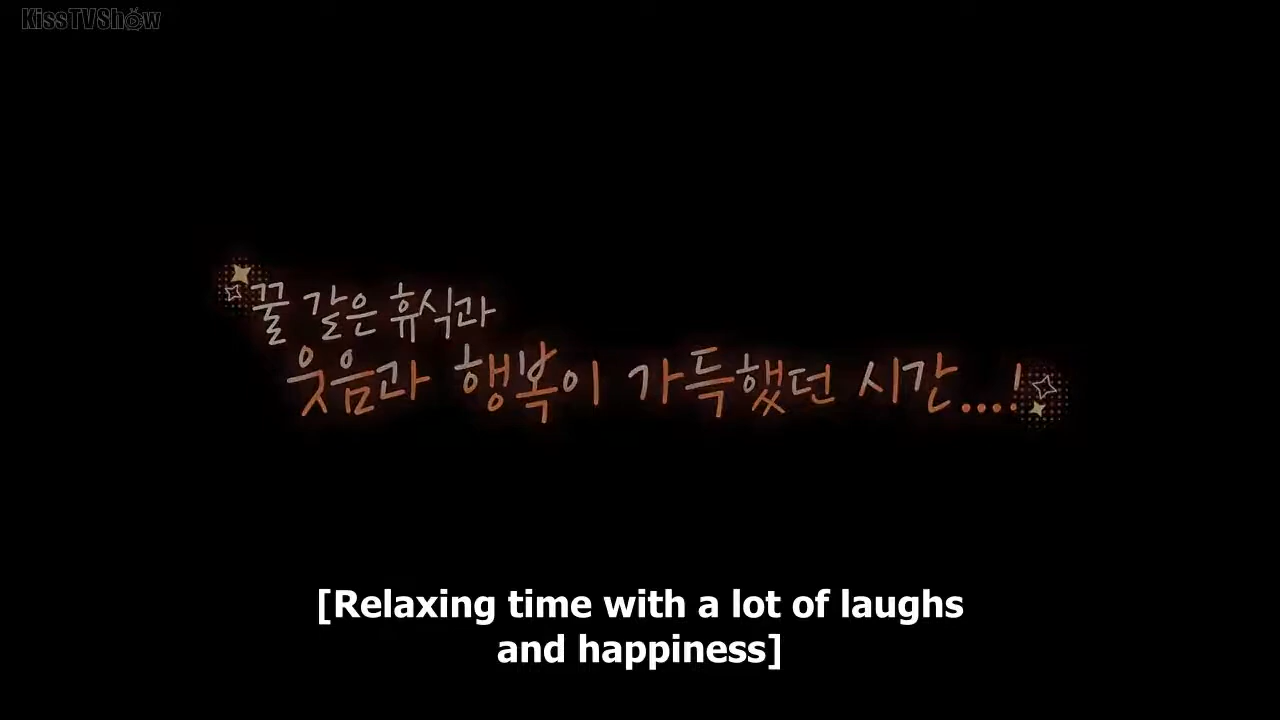 KissTVShow
꿀 같은 휴식과
웃음과 행복이 가득했던 시간....!
[Relaxing time with a lot of laughs
and happiness]